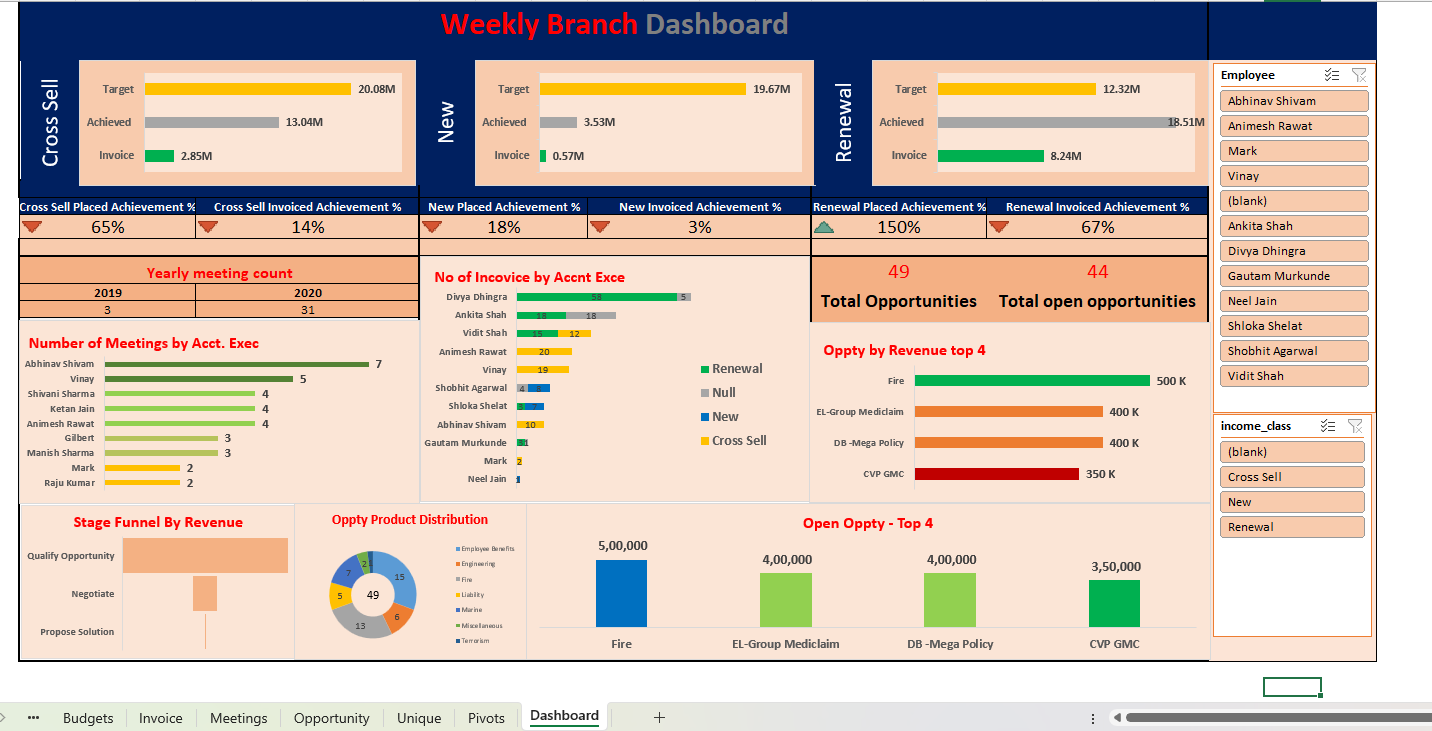 Weekly Branch Dashboard
Cross Sell
Target 20.08M
Achieved 13.04M
Invoice 2.85M
New
Target 19.67M
Achieved 3.53M
Invoice 0.57M
Renewal
Target 12.32M
Achieved 18.51M
Invoice 8.24M
Cross Sell Placed Achievement % Cross Sell Invoiced Achievement % New Placed Achievement % New Invoiced Achievement % Renewal Placed Achievement % Renewal Invoiced Achievement %
65% 14% 18% 3% 150% 67%
Yearly meeting count
2019 2020
3 31
Number of Meetings by Acct. Exec
Abhinav Shivam 7
Vinay 5
Shivani Sharma 4
Ketan Jain 4
Animesh Rawat 4
Gilbert 3
Manish Sharma 3
Mark 2
Raju Kumar 2
No of Incovice by Accnt Exce
Divya Dhingra 58 5
Ankita Shah 18 18
Vidit Shah 15 12
Animesh Rawat 20
Vinay 19
Shobhit Agarwal 4
Shloka Shelat
Abhinav Shivam 10
Gautam Murkunde 31
Mark 2
Neel Jain
Renewal
Null
New
Cross Sell
49 44
Total Opportunities Total open opportunities
Oppty by Revenue top 4
Fire 500 K
EL-Group Mediclaim 400 K
DB -Mega Policy 400 K
CVP GMC 350 K
Stage Funnel By Revenue
Qualify Opportunity
Negotiate
Propose Solution
Oppty Product Distribution
15
6
13
5
7
2
49
Employee Benefits
Engineering
Fire
Liability
Marine
Miscellaneous
Terrorism
Open Oppty - Top 4
5,00,000 4,00,000 4,00,000 3,50,000
Fire EL-Group Mediclaim DB -Mega Policy CVP GMC
Employee
Abhinav Shivam
Animesh Rawat
Mark
Vinay
(blank)
Ankita Shah
Divya Dhingra
Gautam Murkunde
Neel Jain
Shloka Shelat
Shobhit Agarwal
Vidit Shah
income_class
(blank)
Cross Sell
New
Renewal
Budgets Invoice Meetings Opportunity Unique Pivots Dashboard